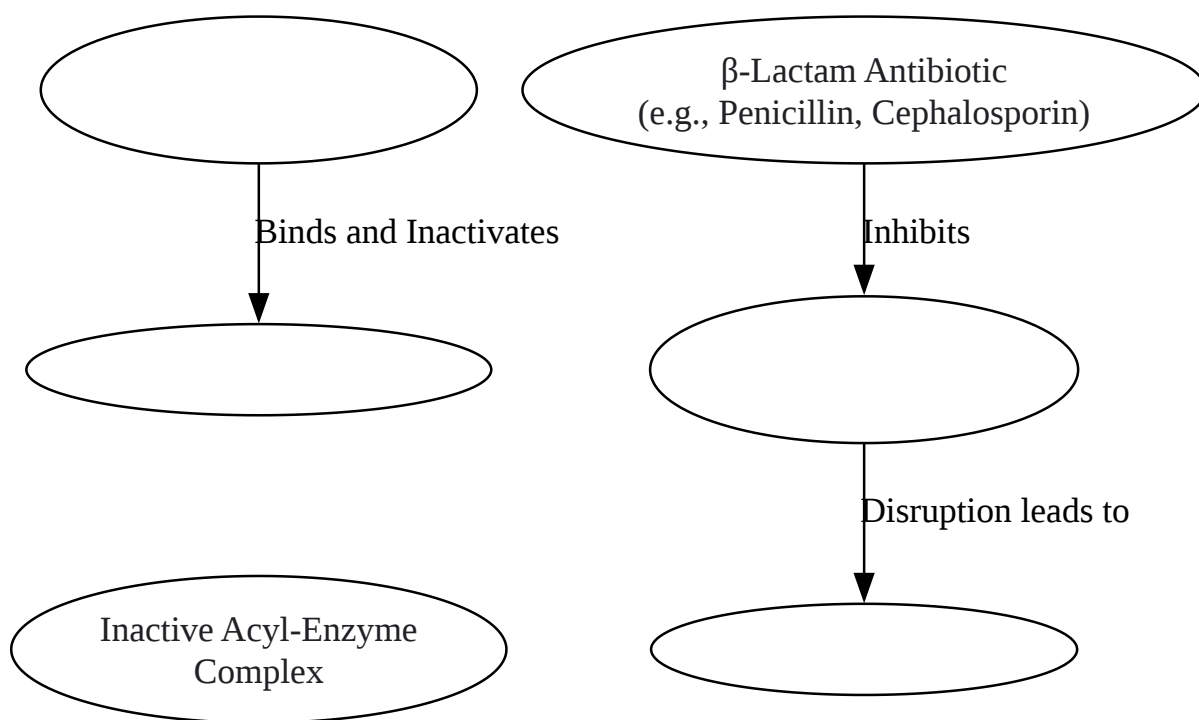 β-Lactam Antibiotic
(e.g., Penicillin, Cephalosporin)
Binds and Inactivates
Inhibits
Disruption leads to
Inactive Acyl-Enzyme
Complex